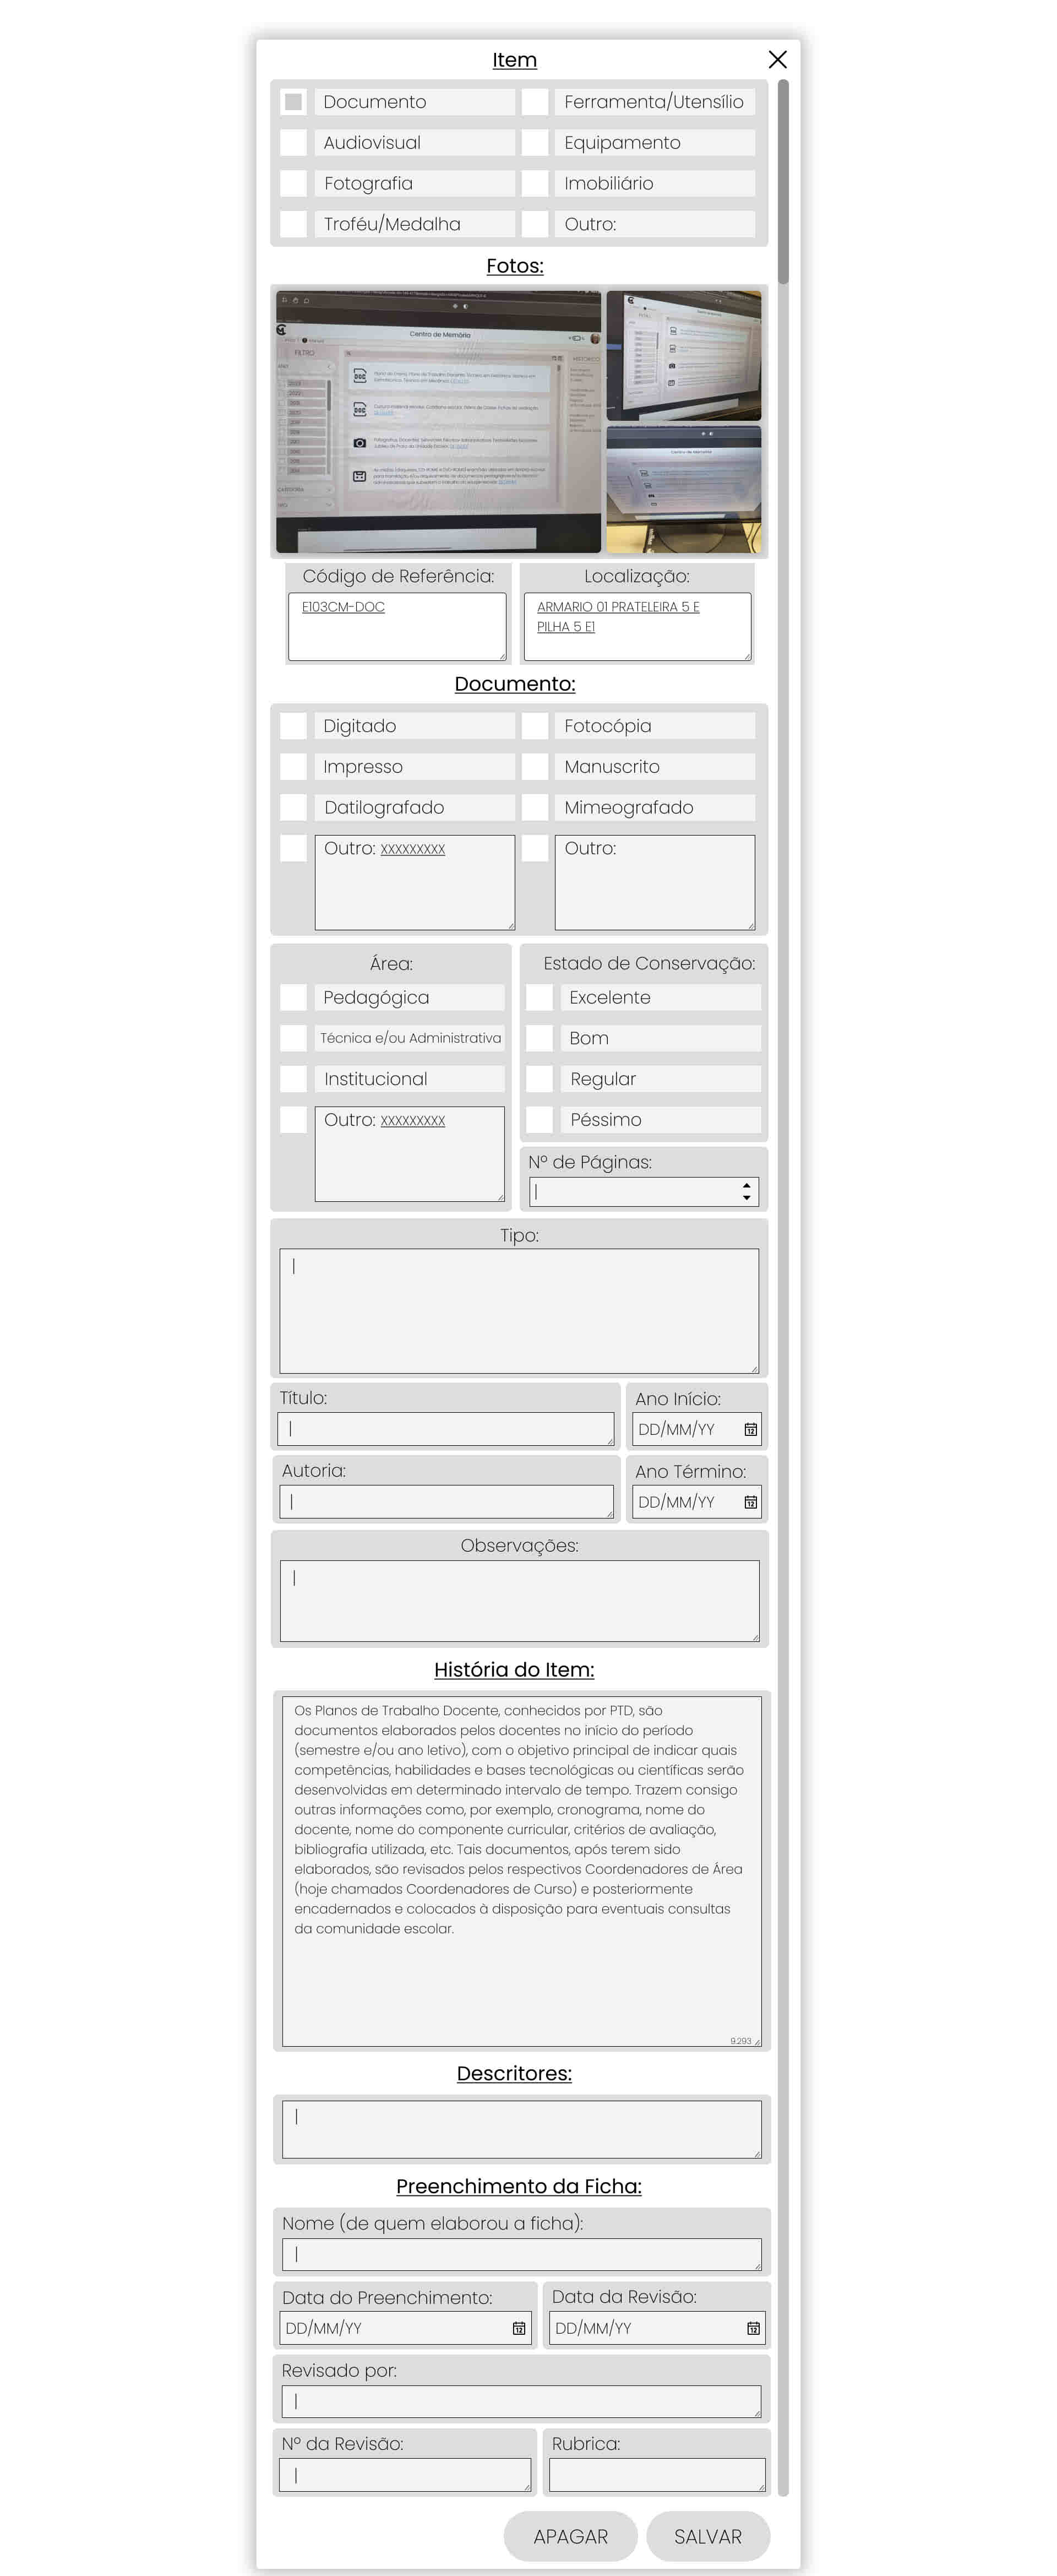 Item
Documento
Ferramenta/Utensílio
Audiovisual
Equipamento
Fotografia
Imobiliário
Troféu/Medalha
Outro:
Fotos:
Centro de Memória
FILTRO
HISTÓRICO
Centro de Memória
Código de Referência:
E103CM-DOC
Localização:
ARMARIO 01 PRATELEIRA 5 E
PILHA 5 E1
Documento:
Digitado
Fotocópia
Impresso
Manuscrito
Datilografado
Mimeografado
Outro: XXXXXXXXX
Outro:
Área:
Pedagógica
Técnica e/ou Administrativa
Institucional
Outro: XXXXXXXXX
Estado de Conservação:
Excelente
Bom
Regular
Péssimo
Nº de Páginas:
Tipo:
Título:
Ano Início:
DD/MM/YY
Autoria:
Ano Término:
DD/MM/YY
Observações:
História do Item:
Os Planos de Trabalho Docente, conhecidos por PTD, são
documentos elaborados pelos docentes no início do período
(semestre e/ou ano letivo), com o objetivo principal de indicar quais
competências, habilidades e bases tecnológicas ou científicas serão
desenvolvidas em determinado intervalo de tempo. Trazem consigo
outras informações como, por exemplo, cronograma, nome do
docente, nome do componente curricular, critérios de avaliação,
bibliografia utilizada, etc. Tais documentos, após terem sido
elaborados, são revisados pelos respectivos Coordenadores de Área
(hoje chamados Coordenadores de Curso) e posteriormente
encadernados e colocados à disposição para eventuais consultas
da comunidade escolar.
9.293
Descritores:
Preenchimento da Ficha:
Nome (de quem elaborou a ficha):
Data do Preenchimento:
DD/MM/YY
Data da Revisão:
DD/MM/YY
Revisado por:
Nº da Revisão:
Rubrica:
APAGAR
SALVAR